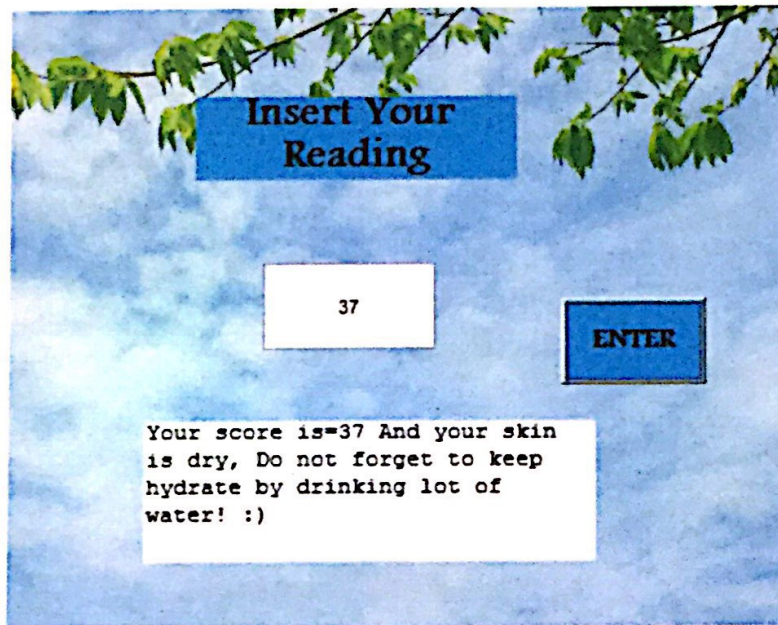 Insert Your
Reading
37
ENTER
Your score is=37 And your skin
is dry, Do not forget to keep
hydrate by drinking lot of
water! :)